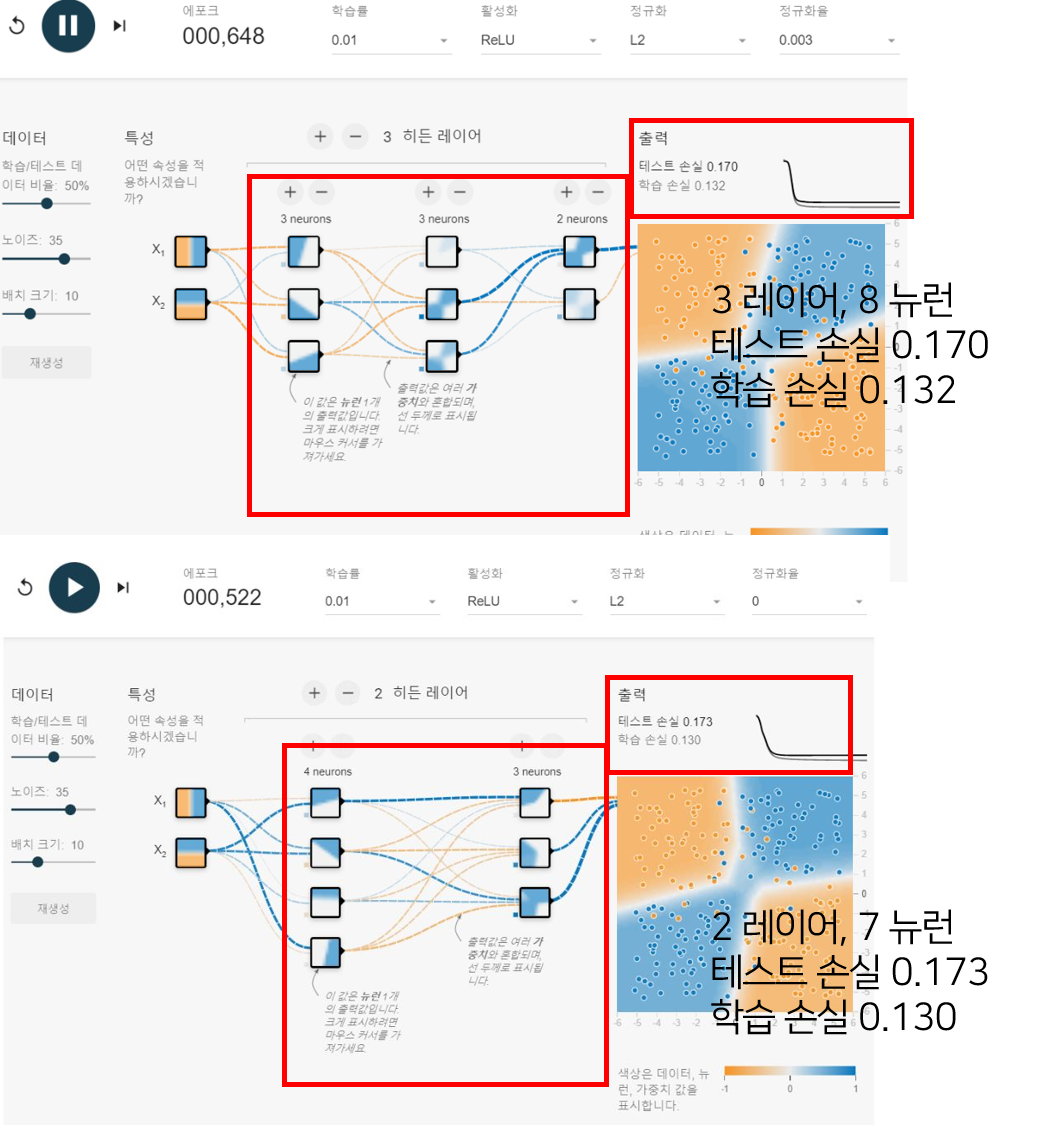 에포크 학습률 활성화 정규화 정규화율
000,648 0.01 ReLU L2 0.003
데이터 특성 + − 3 히든 레이어 출력
학습/테스트 데 어떤 속성을 적 테스트 손실 0.170
이터 비율: 50% 용하시겠습니 학습 손실 0.132
까? + − + − + −
3 neurons 3 neurons 2 neurons
노이즈: 35 X1
배치 크기: 10 X2
재생성
이 값은 뉴런 1개
의 출력값입니다.
크게 표시하려면
마우스 커서를 가
져가세요.
출력값은 여러 가
중치와 혼합되며,
선 두께로 표시됩
니다.
6
5
4
3 레이어, 8 뉴런
테스트 손실 0.170
학습 손실 0.132
1
0
-1
-2
-3
-4
-5
-6
-6 -5 -4 -3 -2 -1 0 1 2 3 4 5 6
에포크 학습률 활성화 정규화 정규화율
000,522 0.01 ReLU L2 0
데이터 특성 + − 2 히든 레이어 출력
학습/테스트 데 어떤 속성을 적 테스트 손실 0.173
이터 비율: 50% 용하시겠습니 학습 손실 0.130
까?
4 neurons 3 neurons
노이즈: 35 X1
배치 크기: 10 X2
재생성
이 값은 뉴런 1개
의 출력값입니다.
크게 표시하려면
마우스 커서를 가
져가세요.
출력값은 여러 가
중치와 혼합되며,
선 두께로 표시됩
니다.
6
5
4
3
2
1
0
2 레이어, 7 뉴런
테스트 손실 0.173
학습 손실 0.130
-6 -5 -4 -3 -2
색상은 데이터, 뉴
런, 가중치 값을
표시합니다.
-1 0 1